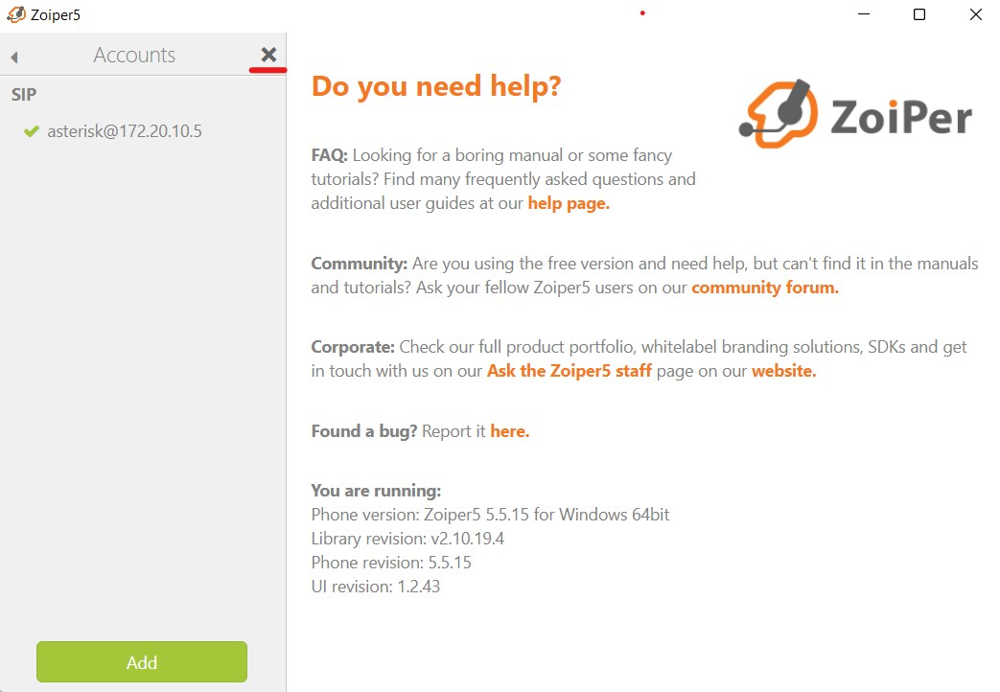 Zoiper5
Accounts
SIP
asterisk@172.20.10.5
Add
Do you need help?
ZoiPer
FAQ: Looking for a boring manual or some fancy
tutorials? Find many frequently asked questions and
additional user guides at our help page.
Community: Are you using the free version and need help, but can't find it in the manuals
and tutorials? Ask your fellow Zoiper5 users on our community forum.
Corporate: Check our full product portfolio, whitelabel branding solutions, SDKs and get
in touch with us on our Ask the Zoiper5 staff page on our website.
Found a bug? Report it here.
You are running:
Phone version: Zoiper5 5.5.15 for Windows 64bit
Library revision: v2.10.19.4
Phone revision: 5.5.15
UI revision: 1.2.43